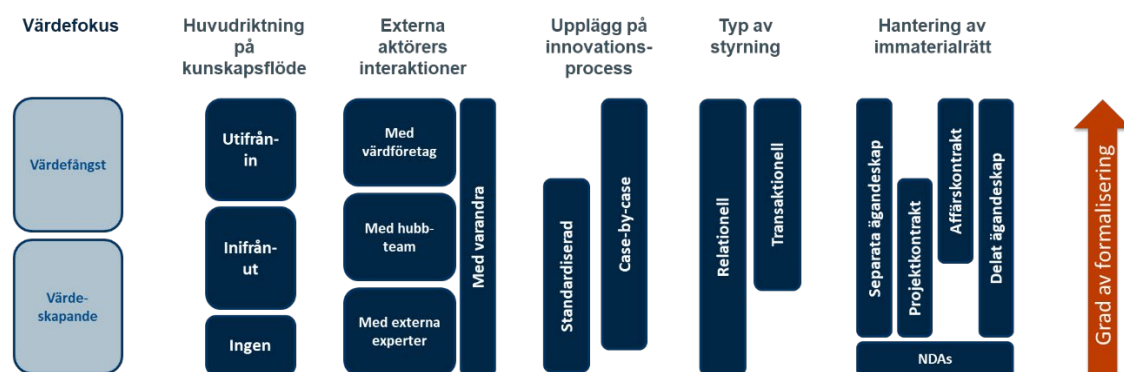 Värdefokus
Huvudriktning
på
kunskapsflöde
Externa
aktörers
interaktioner
Upplägg på
innovations-
process
Typ av
styrning
Hantering av
immaterialrätt
Värdefångst
Värde-
skapande
Utifrån-
in
Inifrån-
ut
Ingen
Med
värdföretag
Med hubb-
team
Med externa
experter
Med varandra
Standardiserad
Case-by-case
Relationell
Transaktionell
Separata ägandeskap
Projektkontrakt
Affärskontrakt
Delat ägandeskap
NDAs
Grad av formalisering